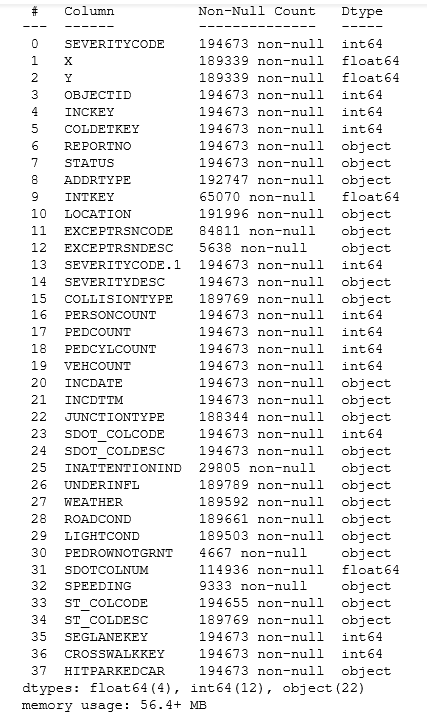 #   Column          Non-Null Count   Dtype
---  ------          --------------   -----
0   SEVERITYCODE    194673 non-null  int64
1   X               189339 non-null  float64
2   Y               189339 non-null  float64
3   OBJECTID        194673 non-null  int64
4   INCKEY          194673 non-null  int64
5   COLDETKEY       194673 non-null  int64
6   REPORTNO        194673 non-null  object
7   STATUS          194673 non-null  object
8   ADDRTYPE        192747 non-null  object
9   INTKEY          65070 non-null   float64
10  LOCATION        191996 non-null  object
11  EXCEPTRSNCODE   84811 non-null   object
12  EXCEPTRSNDESC   5638 non-null    object
13  SEVERITYCODE.1  194673 non-null  int64
14  SEVERITYDESC    194673 non-null  object
15  COLLISIONTYPE   189769 non-null  object
16  PERSONCOUNT     194673 non-null  int64
17  PEDCOUNT        194673 non-null  int64
18  PEDCYLCOUNT     194673 non-null  int64
19  VEHCOUNT        194673 non-null  int64
20  INCDATE         194673 non-null  object
21  INCDTTM         194673 non-null  object
22  JUNCTIONTYPE    188344 non-null  object
23  SDOT_COLCODE    194673 non-null  int64
24  SDOT_COLDESC    194673 non-null  object
25  INATTENTIONIND  29805 non-null   object
26  UNDERINFL       189789 non-null  object
27  WEATHER         189592 non-null  object
28  ROADCOND        189661 non-null  object
29  LIGHTCOND       189503 non-null  object
30  PEDROWNOTGRNT   4667 non-null    object
31  SDOTCOLNUM      114936 non-null  float64
32  SPEEDING        9333 non-null    object
33  ST_COLCODE      194655 non-null  object
34  ST_COLDESC      189769 non-null  object
35  SEGLANEKEY      194673 non-null  int64
36  CROSSWALKKEY    194673 non-null  int64
37  HITPARKEDCAR    194673 non-null  object
dtypes: float64(4), int64(12), object(22)
memory usage: 56.4+ MB